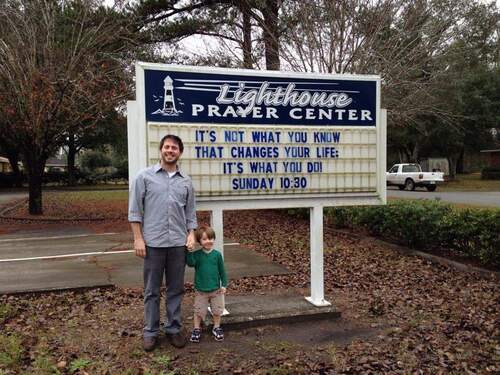 Lighthouse
PRAYER CENTER
IT'S NOT WHAT YOU KNOW
THAT CHANGES YOUR LIFE;
IT'S WHAT YOU DO!
SUNDAY 10:30